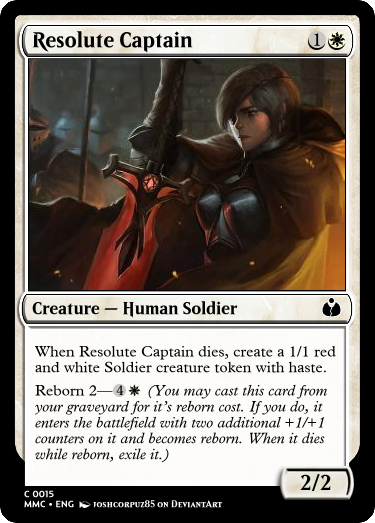 Resolute Captain 1
Creature — Human Soldier
When Resolute Captain dies, create a 1/1 red
and white Soldier creature token with haste.
Reborn 2—4 (You may cast this card from
your graveyard for it's reborn cost. If you do, it
enters the battlefield with two additional +1/+1
counters on it and becomes reborn. When it dies
while reborn, exile it.)
2/2
C 0015
MMC • ENG joshcorpuz85 on DeviantArt